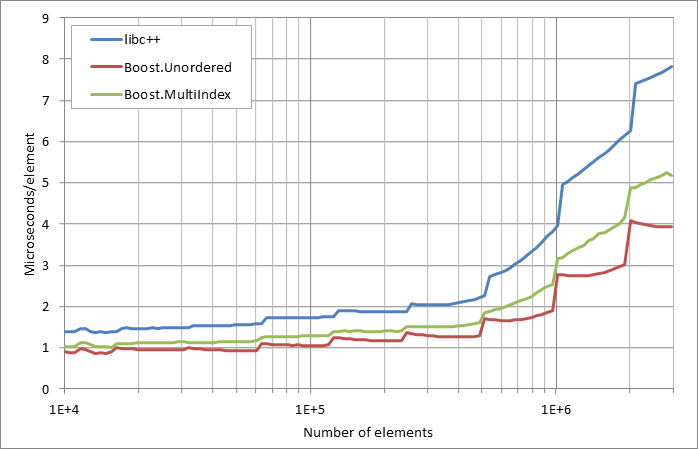 9
8
7
6
5
4
3
2
1
0
Microseconds/element
libc++
Boost.Unordered
Boost.MultiIndex
1E+4
1E+5
1E+6
Number of elements